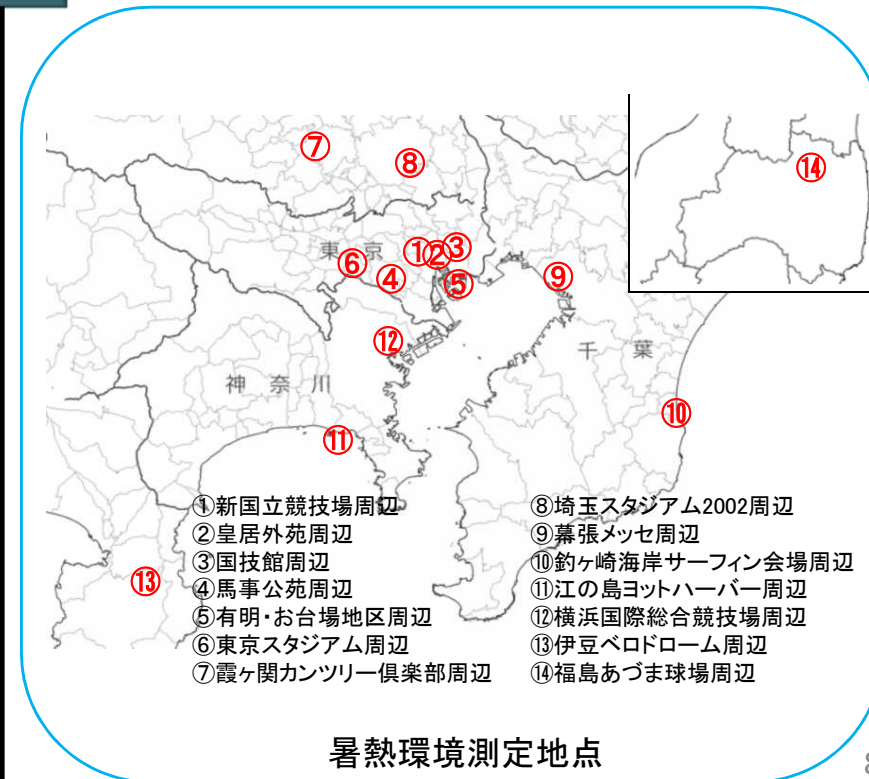 ⑦
⑧
⑭
東 京
①
②
③
⑥
④
⑤
⑨
⑫
千 葉
神 奈 川
⑩
⑪
⑬
①新国立競技場周辺
②皇居外苑周辺
③国技館周辺
④馬事公苑周辺
⑤有明・お台場地区周辺
⑥東京スタジアム周辺
⑦霞ヶ関カンツリー倶楽部周辺
⑧埼玉スタジアム2002周辺
⑨幕張メッセ周辺
⑩釣ヶ崎海岸サーフィン会場周辺
⑪江の島ヨットハーバー周辺
⑫横浜国際総合競技場周辺
⑬伊豆ベロドローム周辺
⑭福島あづま球場周辺
暑熱環境測定地点